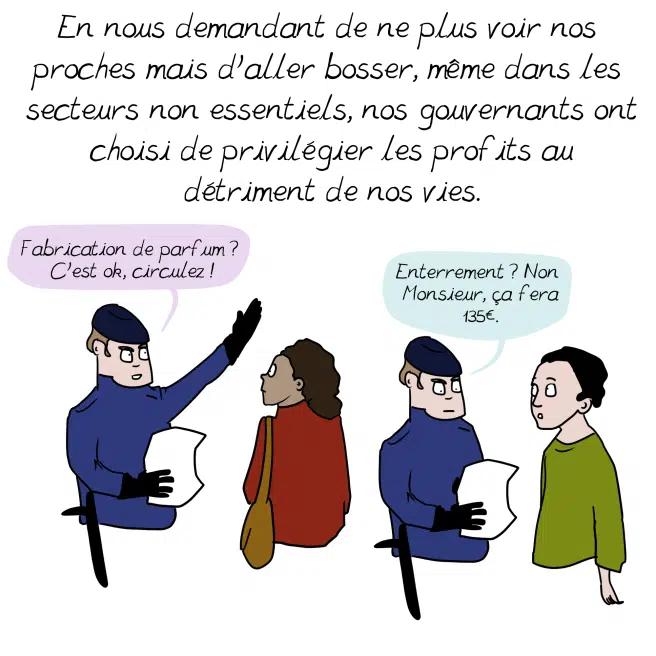 En nous demandant de ne plus voir nos
proches mais d'aller bosser, même dans les
secteurs non essentiels, nos gouvernants ont
choisi de privilégier les profits au
détriment de nos vies.
Fabrication de parfum ?
C'est ok, circulez !
Enterrement ? Non
Monsieur, ça fera
135€.